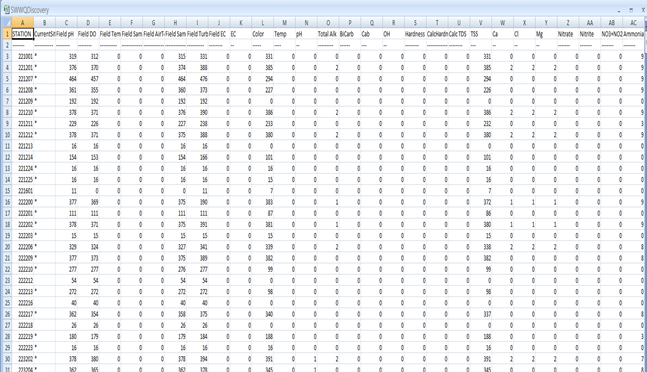 SWWQDiscovery
A B C D E F G H I J K L M N O P Q R S T U V W X Y Z AA AB AC
1 STATION CurrentSit Field pH Field DO Field Tem Field Sam Field AirT Field Sam Field Turb Field EC EC Color Temp pH Total Alk BiCarb Cab OH Hardness CalcHardn Calc TDS TSS Ca Cl Mg Nitrate Nitrite NO3+NO2 Ammonia
2
3 221001 * 319 312 0 0 0 315 331 0 0 331 0 0 0 0 0 0 0 0 0 331 0 0 0 0 0 0 9
4 221201 * 376 370 0 0 0 374 388 0 0 385 0 0 2 0 0 0 0 0 0 385 2 2 2 0 0 0 9
5 221207 * 464 457 0 0 0 464 476 0 0 294 0 0 0 0 0 0 0 0 0 294 0 0 0 0 0 0 9
6 221208 * 361 355 0 0 0 360 373 0 0 227 0 0 0 0 0 0 0 0 0 226 0 0 0 0 0 0 9
7 221209 * 192 192 0 0 0 192 192 0 0 0 0 0 0 0 0 0 0 0 0 0 0 0 0 0 0 0 0
8 221210 * 378 371 0 0 0 376 390 0 0 386 0 0 2 0 0 0 0 0 0 386 2 2 2 0 0 0 9
9 221211 * 229 226 0 0 0 227 238 0 0 233 0 0 0 0 0 0 0 0 0 232 0 0 0 0 0 0 3
10 221212 * 378 371 0 0 0 375 388 0 0 380 0 0 2 0 0 0 0 0 0 380 2 2 2 0 0 0 9
11 221213 16 16 0 0 0 16 16 0 0 0 0 0 0 0 0 0 0 0 0 0 0 0 0 0 0 0 0
12 221214 154 153 0 0 0 154 166 0 0 101 0 0 0 0 0 0 0 0 0 101 0 0 0 0 0 0 0
13 221224 * 16 16 0 0 0 16 16 0 0 16 0 0 0 0 0 0 0 0 0 16 0 0 0 0 0 0 0
14 221225 * 16 16 0 0 0 16 16 0 0 15 0 0 0 0 0 0 0 0 0 16 0 0 0 0 0 0 0
15 221601 11 0 0 0 0 0 11 0 0 7 0 0 0 0 0 0 0 0 0 7 0 0 0 0 0 0 0
16 222200 * 377 369 0 0 0 375 390 0 0 383 0 0 1 0 0 0 0 0 0 372 1 1 1 0 0 0 9
17 222201 * 111 111 0 0 0 111 111 0 0 87 0 0 0 0 0 0 0 0 0 86 0 0 0 0 0 0 0
18 222202 * 378 371 0 0 0 375 391 0 0 381 0 0 1 0 0 0 0 0 0 380 1 1 1 0 0 0 9
19 222203 * 15 15 0 0 0 15 15 0 0 15 0 0 0 0 0 0 0 0 0 15 0 0 0 0 0 0 0
20 222206 * 329 324 0 0 0 327 341 0 0 339 0 0 2 0 0 0 0 0 0 338 2 2 2 0 0 0 8
21 222209 * 377 373 0 0 0 375 389 0 0 382 0 0 0 0 0 0 0 0 0 382 0 0 0 0 0 0 8
22 222210 * 277 277 0 0 0 276 277 0 0 99 0 0 0 0 0 0 0 0 0 99 0 0 0 0 0 0 0
23 222212 54 54 0 0 0 54 54 0 0 0 0 0 0 0 0 0 0 0 0 0 0 0 0 0 0 0 0
24 222213 * 272 272 0 0 0 272 272 0 0 98 0 0 0 0 0 0 0 0 0 98 0 0 0 0 0 0 0
25 222216 40 40 0 0 0 40 40 0 0 0 0 0 0 0 0 0 0 0 0 0 0 0 0 0 0 0 0
26 222217 * 362 354 0 0 0 358 375 0 0 340 0 0 0 0 0 0 0 0 0 337 0 0 0 0 0 0 8
27 222218 26 26 0 0 0 26 26 0 0 0 0 0 0 0 0 0 0 0 0 0 0 0 0 0 0 0 0
28 222219 * 180 179 0 0 0 179 184 0 0 188 0 0 0 0 0 0 0 0 0 188 0 0 0 0 0 0 3
29 222223 * 16 16 0 0 0 16 16 0 0 16 0 0 0 0 0 0 0 0 0 16 0 0 0 0 0 0 0
30 223202 * 378 380 0 0 0 378 394 0 0 391 0 1 2 0 0 0 0 0 0 391 2 2 2 0 0 0 7
31 223204 * 362 365 0 0 0 362 378 0 0 345 0 1 0 0 0 0 0 0 0 345 0 0 0 0 0 0 8